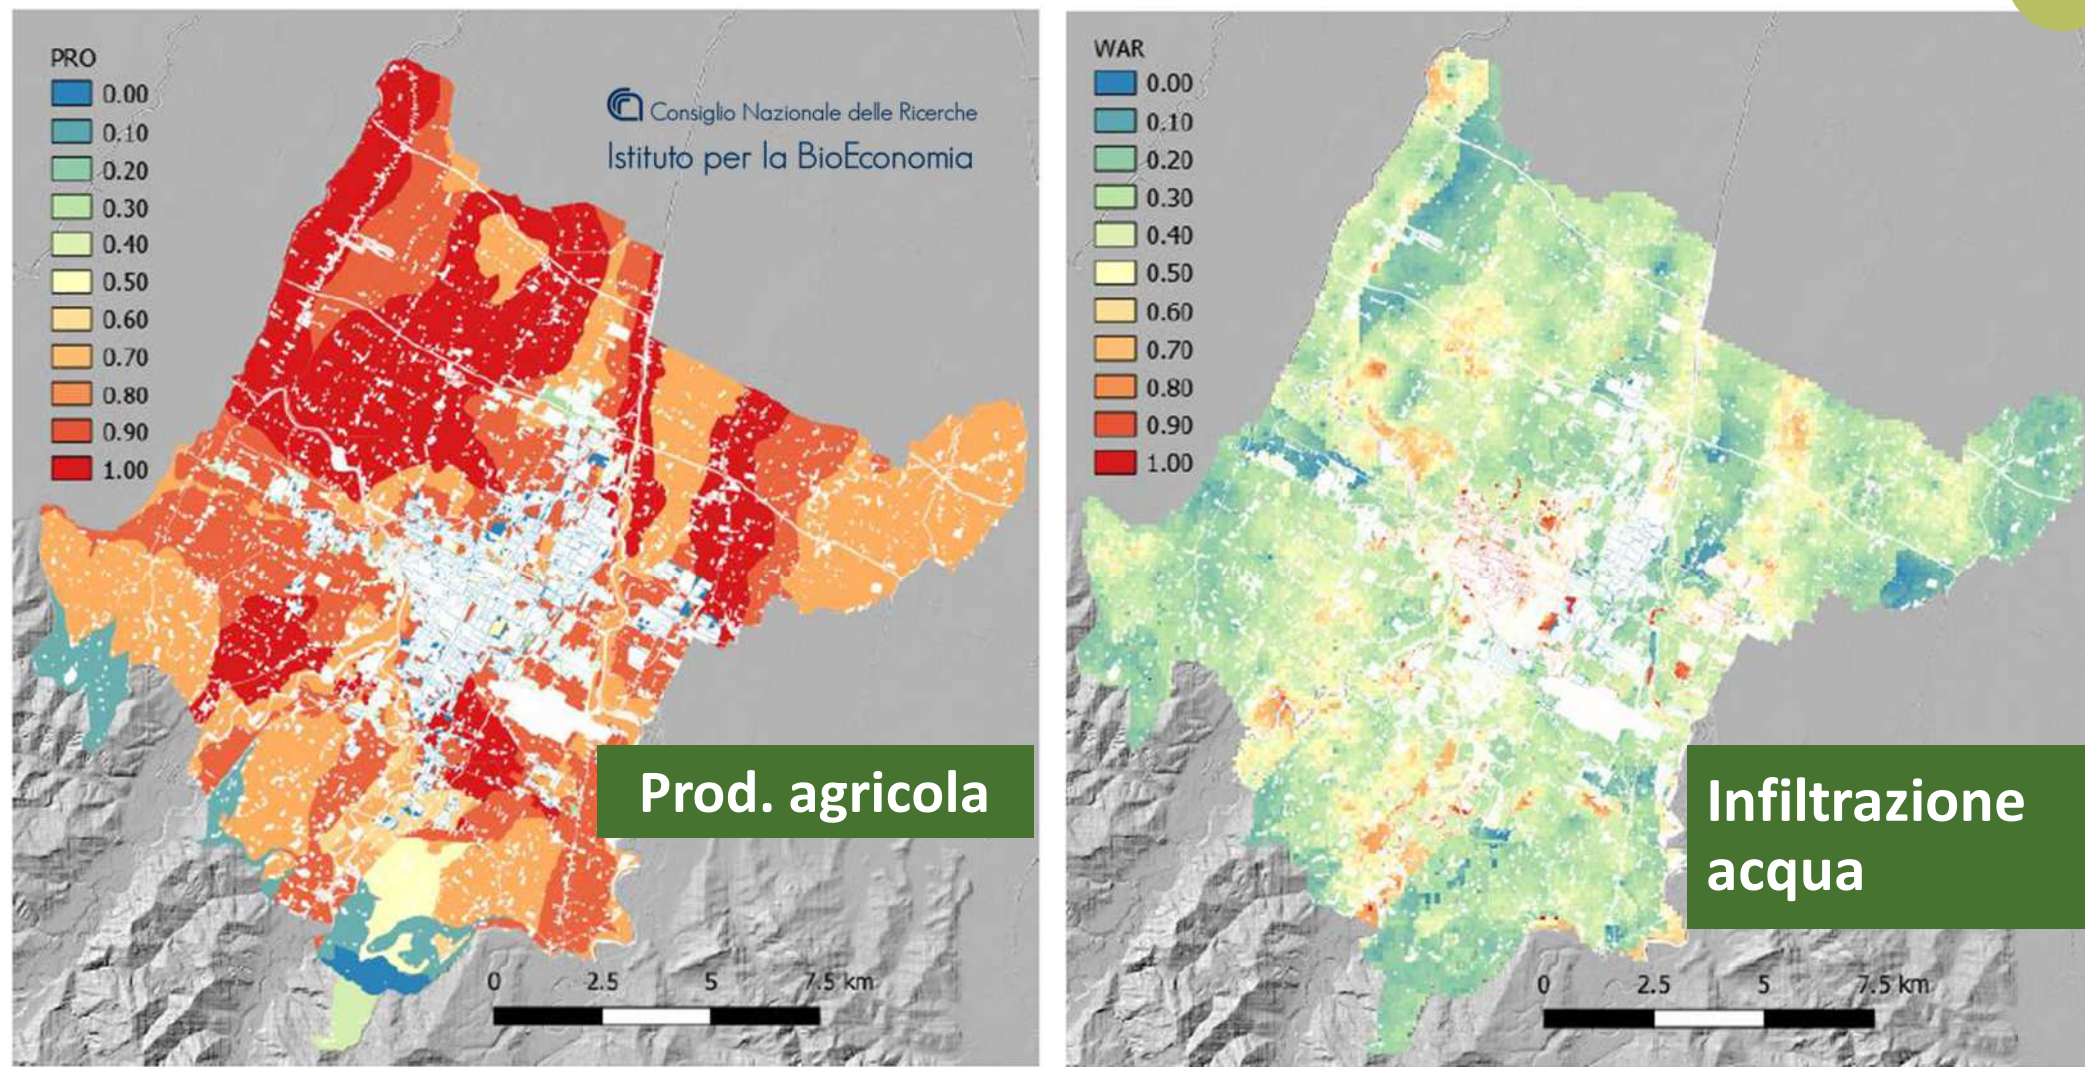 PRO
0.00
0.10
0.20
0.30
0.40
0.50
0.60
0.70
0.80
0.90
1.00
Consiglio Nazionale delle Ricerche
Istituto per la BioEconomia
Prod. agricola
0 2.5 5 7.5 km
WAR
0.00
0.10
0.20
0.30
0.40
0.50
0.60
0.70
0.80
0.90
1.00
Infiltrazione
acqua
0 2.5 5 7.5 km